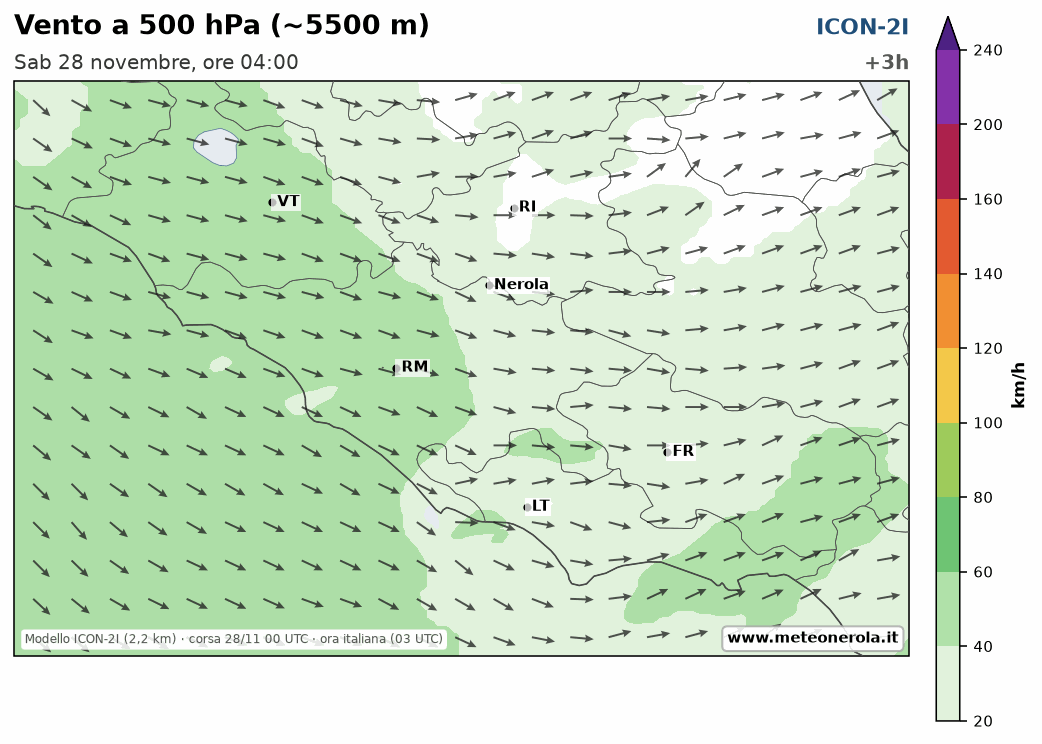 Vento a 500 hPa (~5500 m)
ICON-2I
Sab 28 novembre, ore 04:00
+3h
VT
RI
Nerola
RM
FR
LT
Modello ICON-2I (2,2 km) · corsa 28/11 00 UTC · ora italiana (03 UTC)
www.meteonerola.it
240
200
160
140
120
100
80
60
40
20
km/h